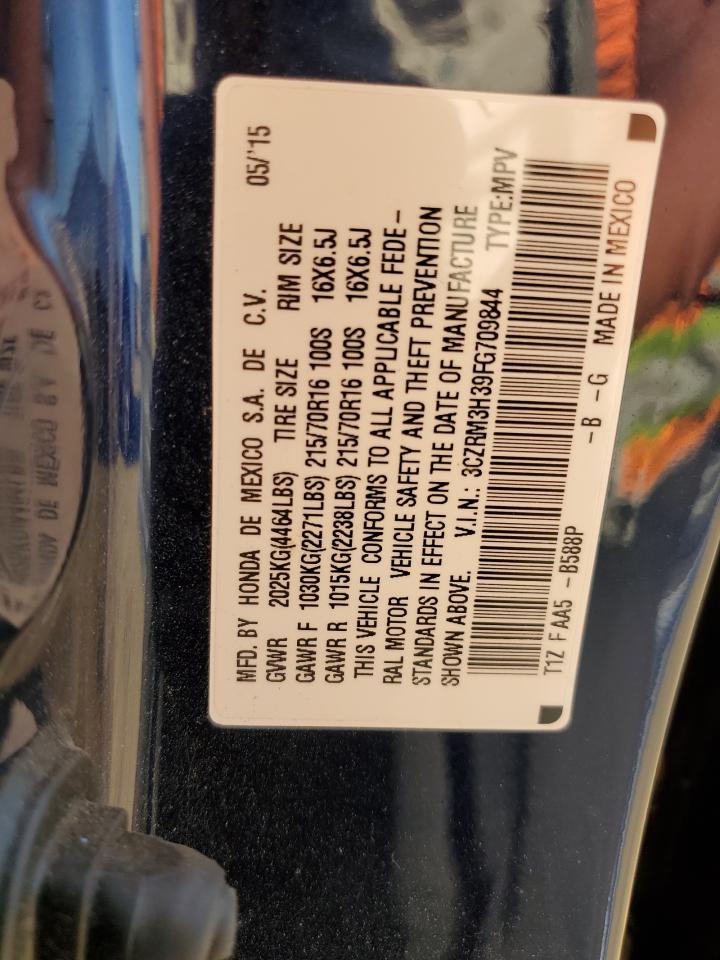 MFD. BY HONDA DE MEXICO S.A. DE C.V. 05/'15
GVWR 2025KG(4464LBS) TIRE SIZE RIM SIZE
GAWR F 1030KG(2271LBS) 215/70R16 100S 16X6.5J
GAWR R 1015KG(2238LBS) 215/70R16 100S 16X6.5J
THIS VEHICLE CONFORMS TO ALL APPLICABLE FEDE-
RAL MOTOR VEHICLE SAFETY AND THEFT PREVENTION
STANDARDS IN EFFECT ON THE DATE OF MANUFACTURE
SHOWN ABOVE. V.I.N.: 3CZRM3H39FG709844 TYPE:MPV
T1Z F AA5 -B588P -B -G MADE IN MEXICO